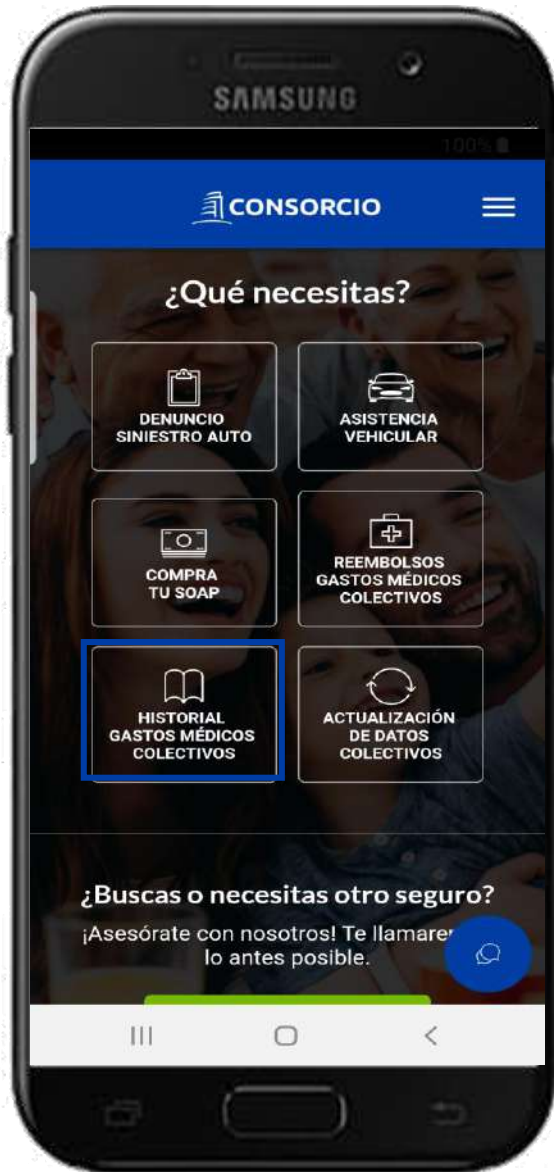 SAMSUNG
100%
CONSORCIO
¿Qué necesitas?
DENUNCIO
SINIESTRO AUTO
ASISTENCIA
VEHICULAR
COMPRA
TU SOAP
REEMBOLSOS
GASTOS MÉDICOS
COLECTIVOS
HISTORIAL
GASTOS MÉDICOS
COLECTIVOS
ACTUALIZACIÓN
DE DATOS
COLECTIVOS
¿Buscas o necesitas otro seguro?
¡Asesórate con nosotros! Te llamare
lo antes posible.